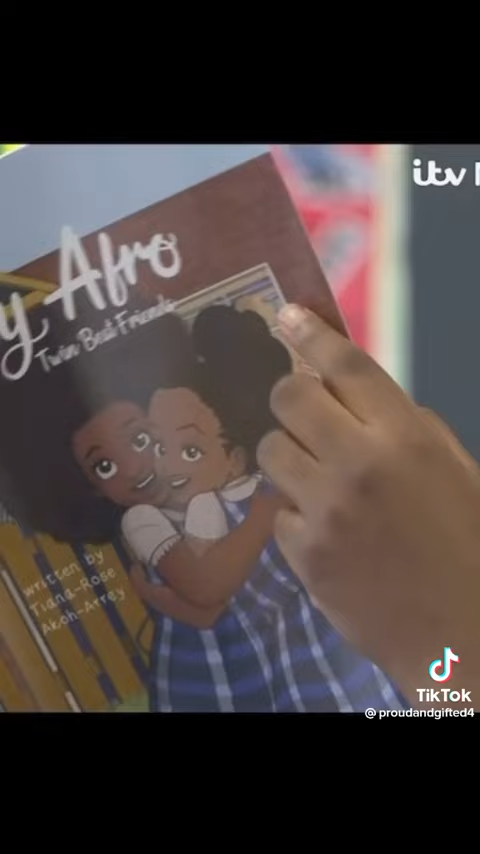 itv
y Afro
Twin Best Friends
written by
Tiana-Rose
Akoh-Arrey
TikTok
@proudandgifted4